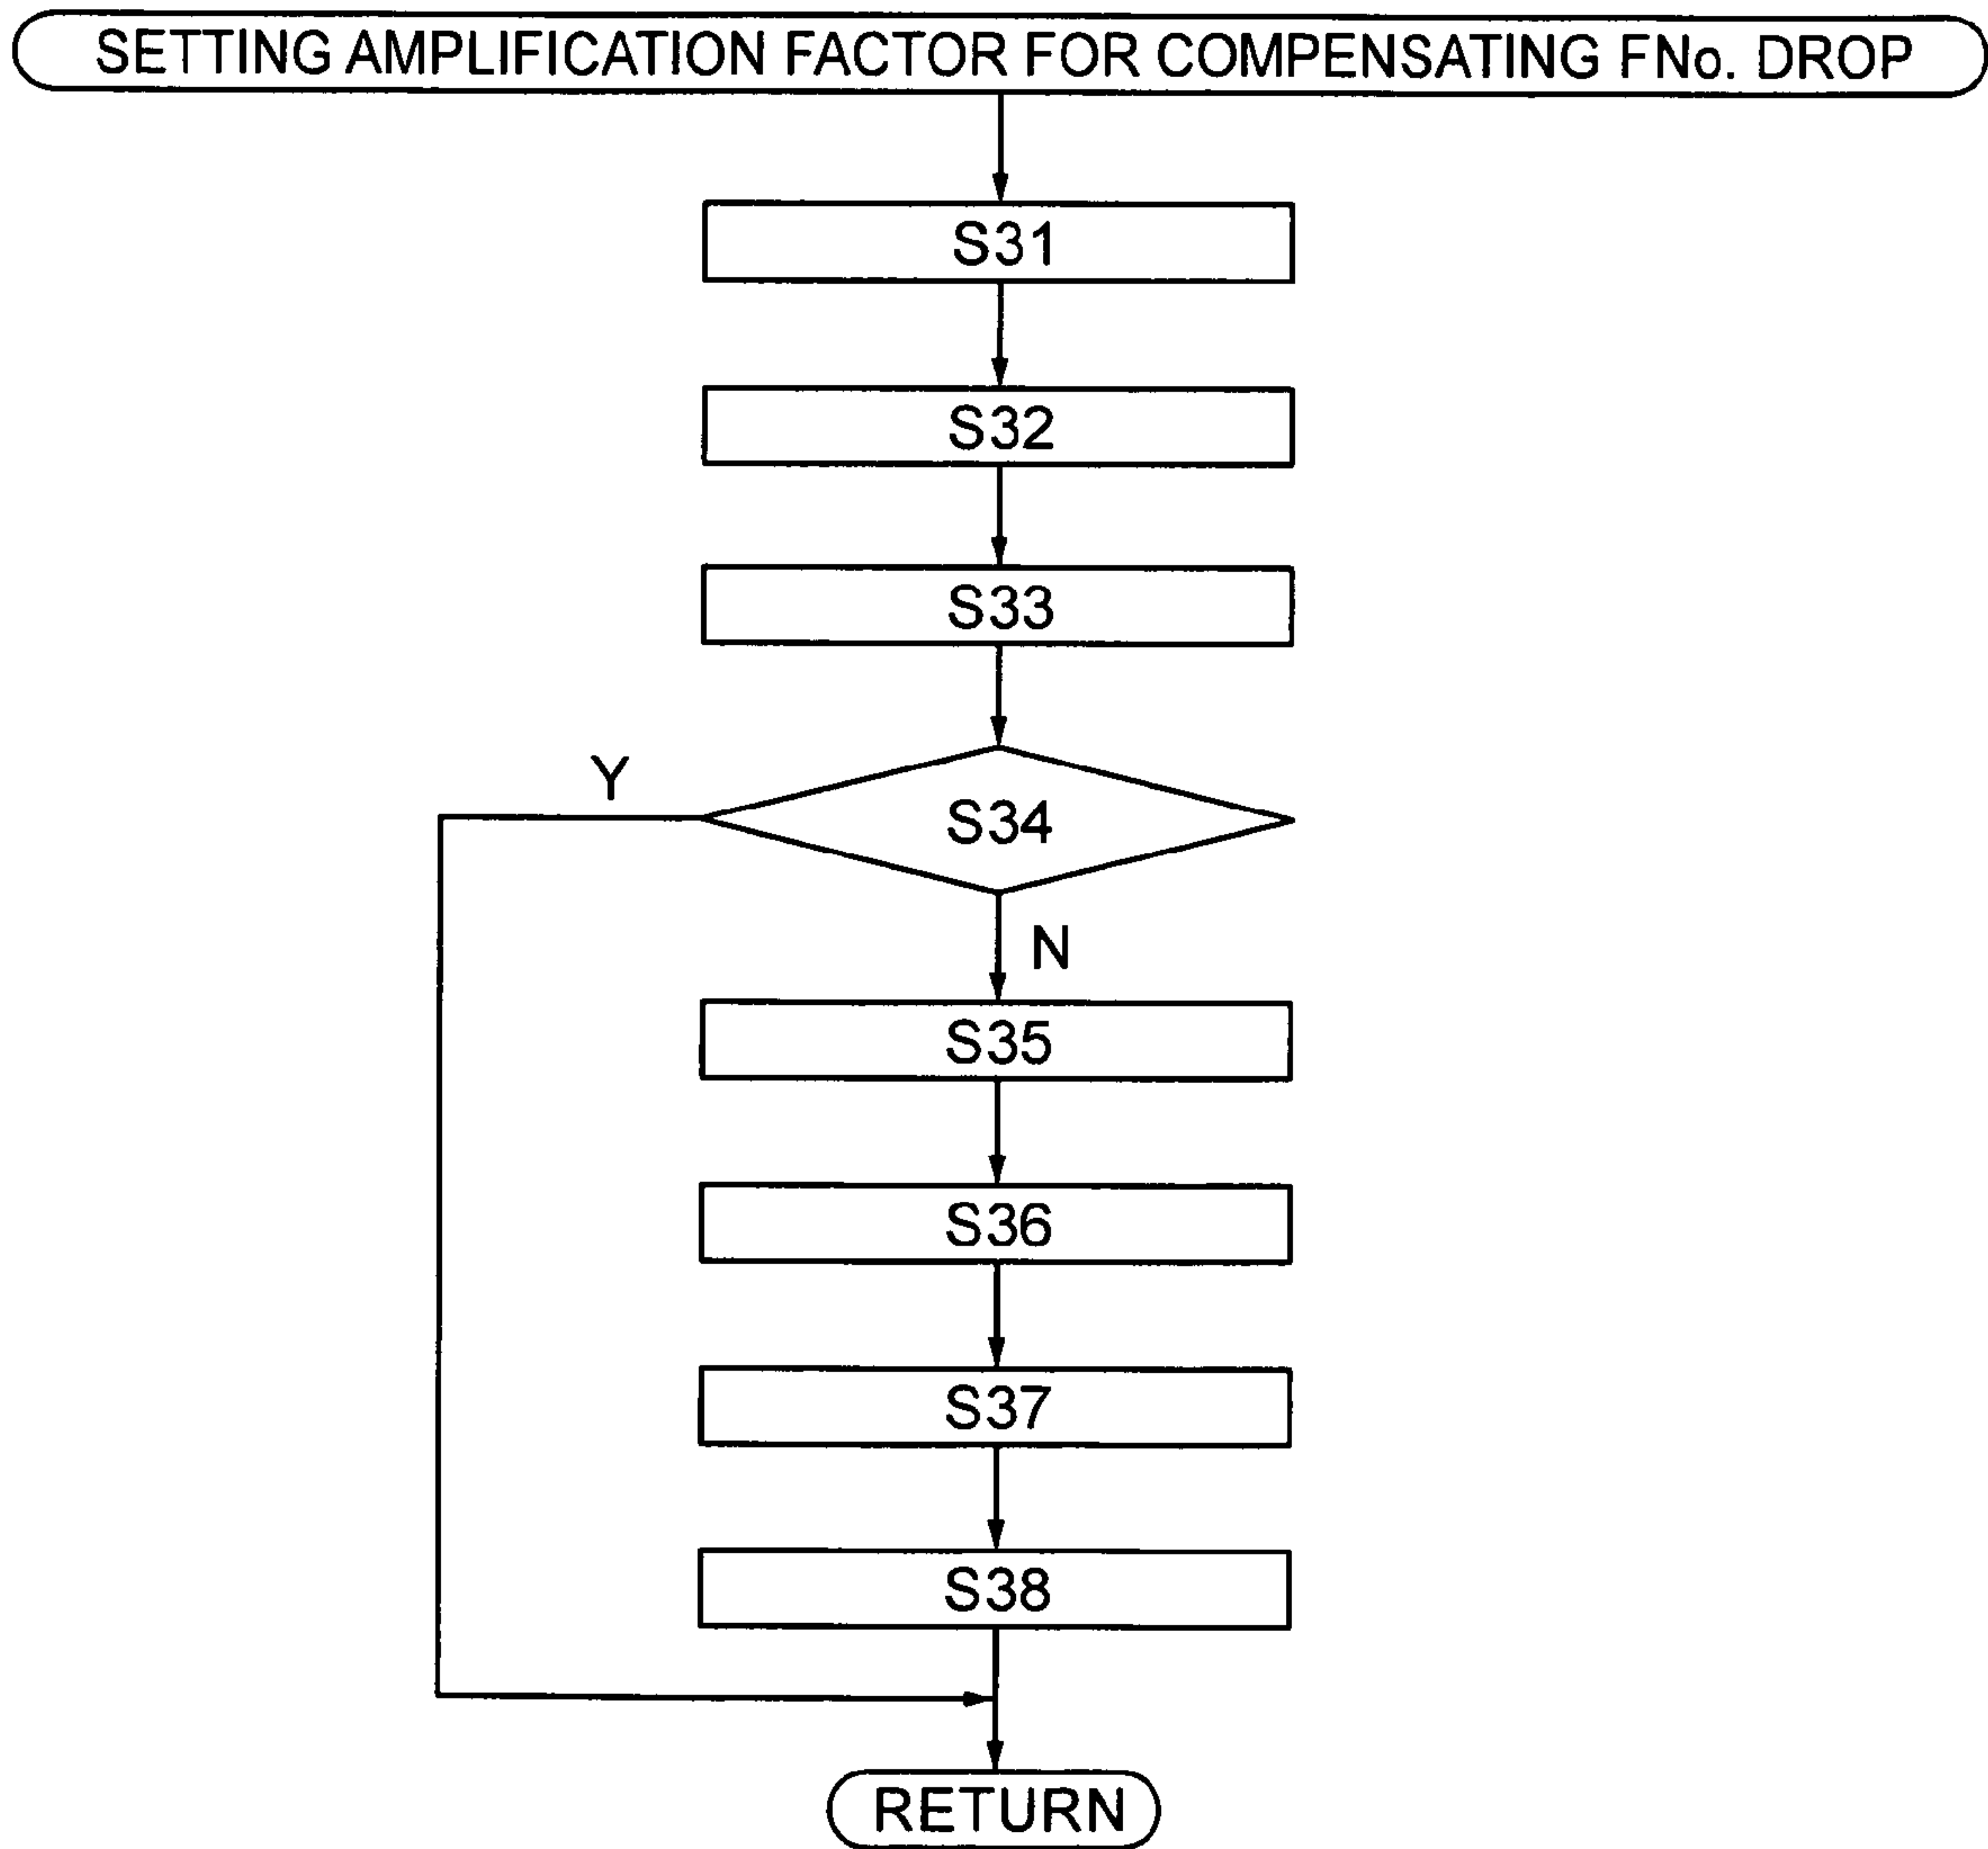 SETTING AMPLIFICATION FACTOR FOR COMPENSATING FNo. DROP
S31
S32
S33
Y
S34
N
S35
S36
S37
S38
RETURN